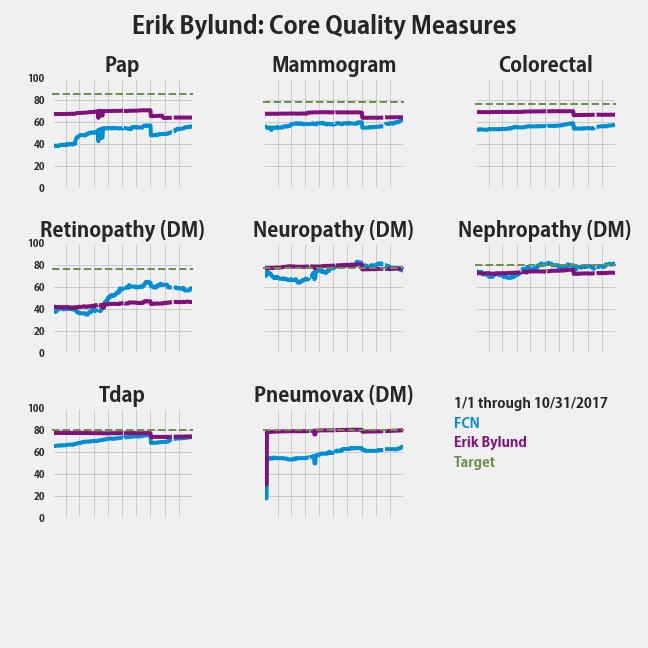 Erik Bylund: Core Quality Measures
Pap
Mammogram
Colorectal
100
80
60
40
20
0
Retinopathy (DM)
Neuropathy (DM)
Nephropathy (DM)
100
80
60
40
20
0
Tdap
Pneumovax (DM)
100
80
60
40
20
0
1/1 through 10/31/2017
FCN
Erik Bylund
Target